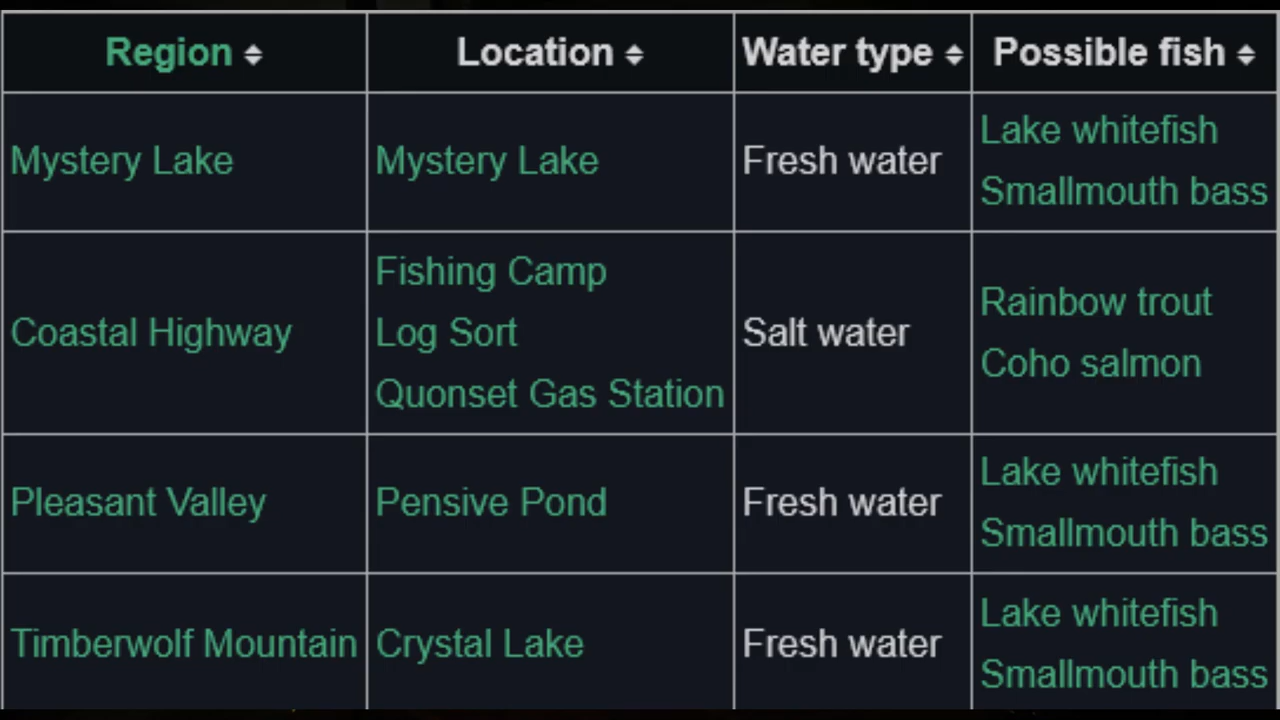 Region Location Water type Possible fish
Mystery Lake Mystery Lake Fresh water Lake whitefish
Smallmouth bass
Coastal Highway Fishing Camp Salt water Rainbow trout
Log Sort Coho salmon
Quonset Gas Station
Pleasant Valley Pensive Pond Fresh water Lake whitefish
Smallmouth bass
Timberwolf Mountain Crystal Lake Fresh water Lake whitefish
Smallmouth bass